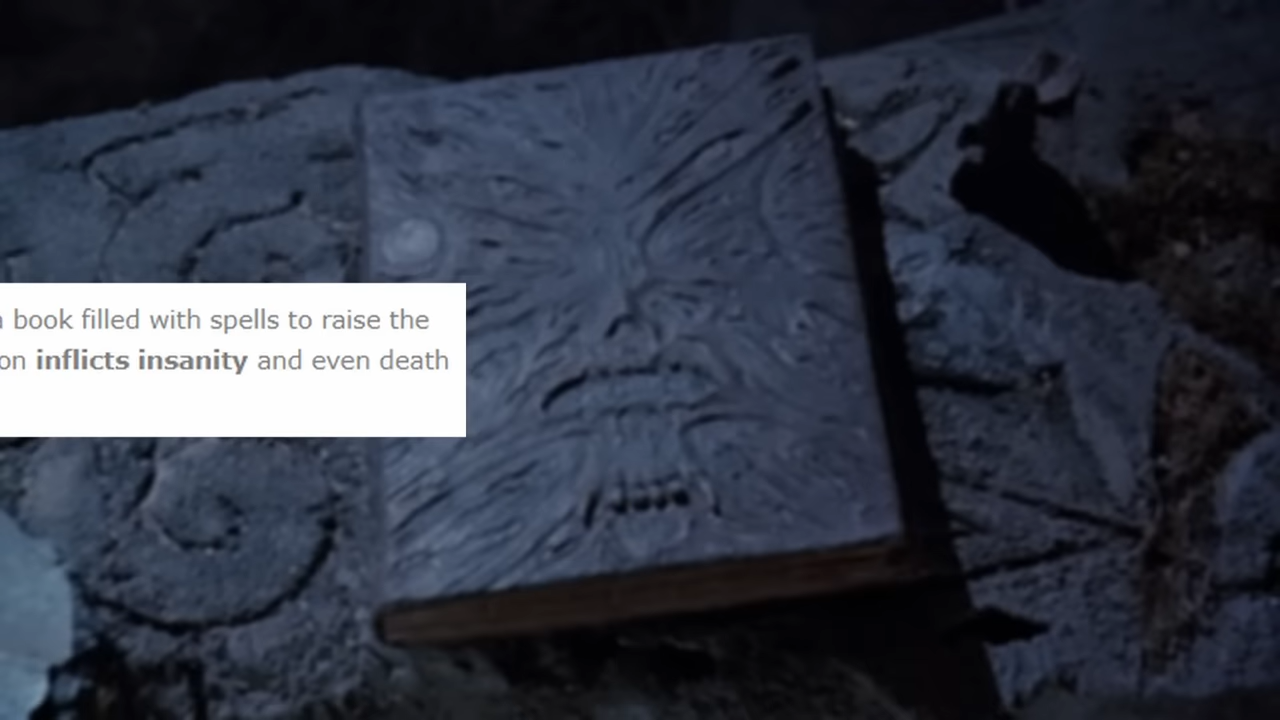 book filled with spells to raise the
on inflicts insanity and even death